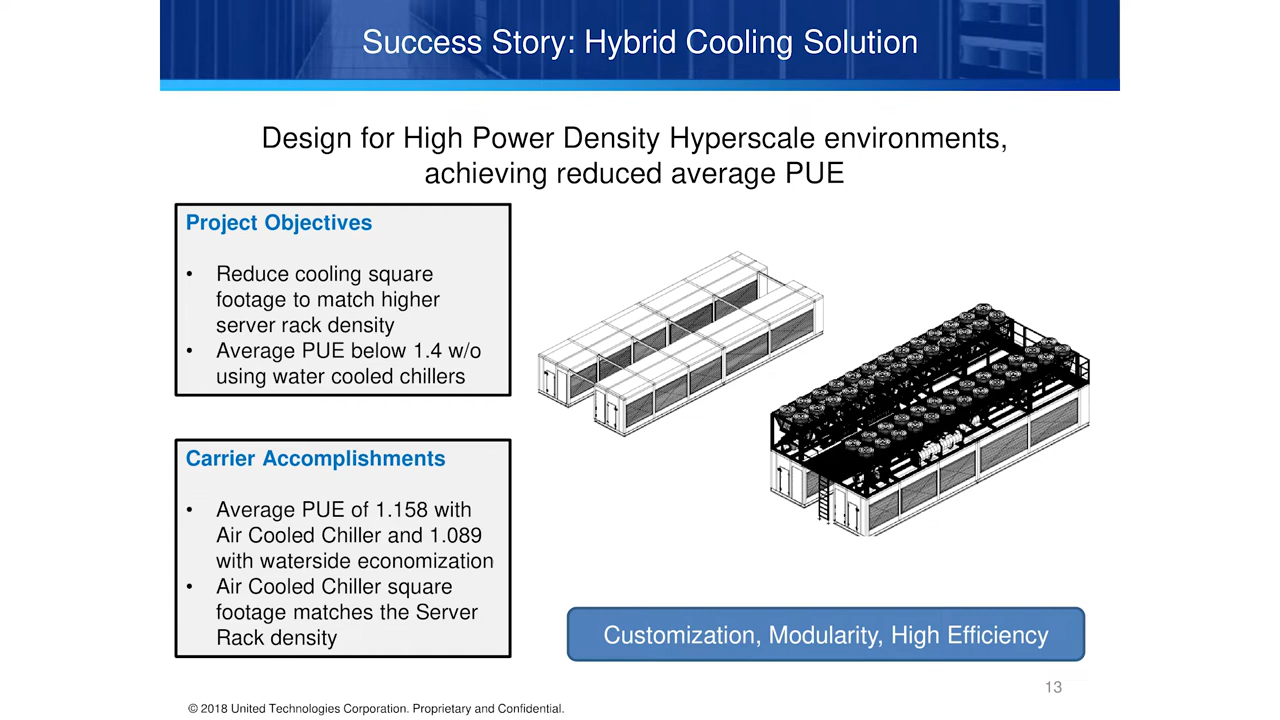 Success Story: Hybrid Cooling Solution
Design for High Power Density Hyperscale environments,
achieving reduced average PUE
Project Objectives
• Reduce cooling square
footage to match higher
server rack density
• Average PUE below 1.4 w/o
using water cooled chillers
Carrier Accomplishments
• Average PUE of 1.158 with
Air Cooled Chiller and 1.089
with waterside economization
• Air Cooled Chiller square
footage matches the Server
Rack density
Customization, Modularity, High Efficiency
13
© 2018 United Technologies Corporation. Proprietary and Confidential.